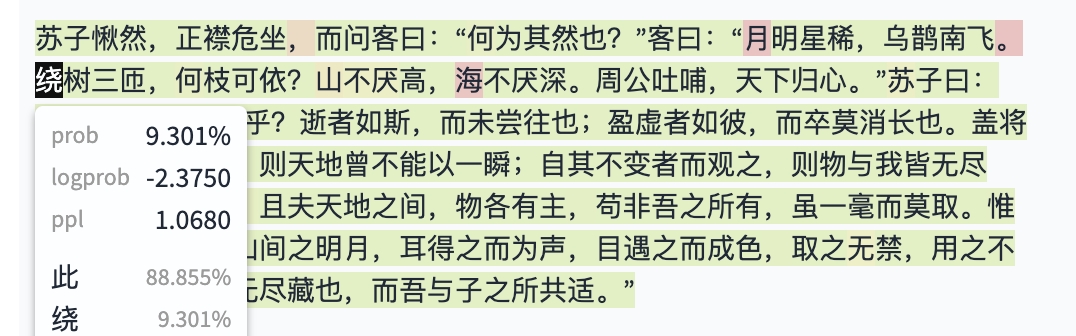 苏子愀然，正襟危坐，而问客曰：“何为其然也？”客曰：“月明星稀，乌鹊南飞。
绕树三匝，何枝可依？山不厌高，海不厌深。周公吐哺，天下归心。”苏子曰：
乎？逝者如斯，而未尝往也；盈虚者如彼，而卒莫消长也。盖将
则天地曾不能以一瞬；自其不变者而观之，则物与我皆无尽
且夫天地之间，物各有主，苟非吾之所有，虽一毫而莫取。惟
间之明月，耳得之而为声，目遇之而成色，取之无禁，用之不
尽藏也，而吾与子之所共适。”
prob 9.301%
logprob -2.3750
ppl 1.0680
此 88.855%
绕 9.301%